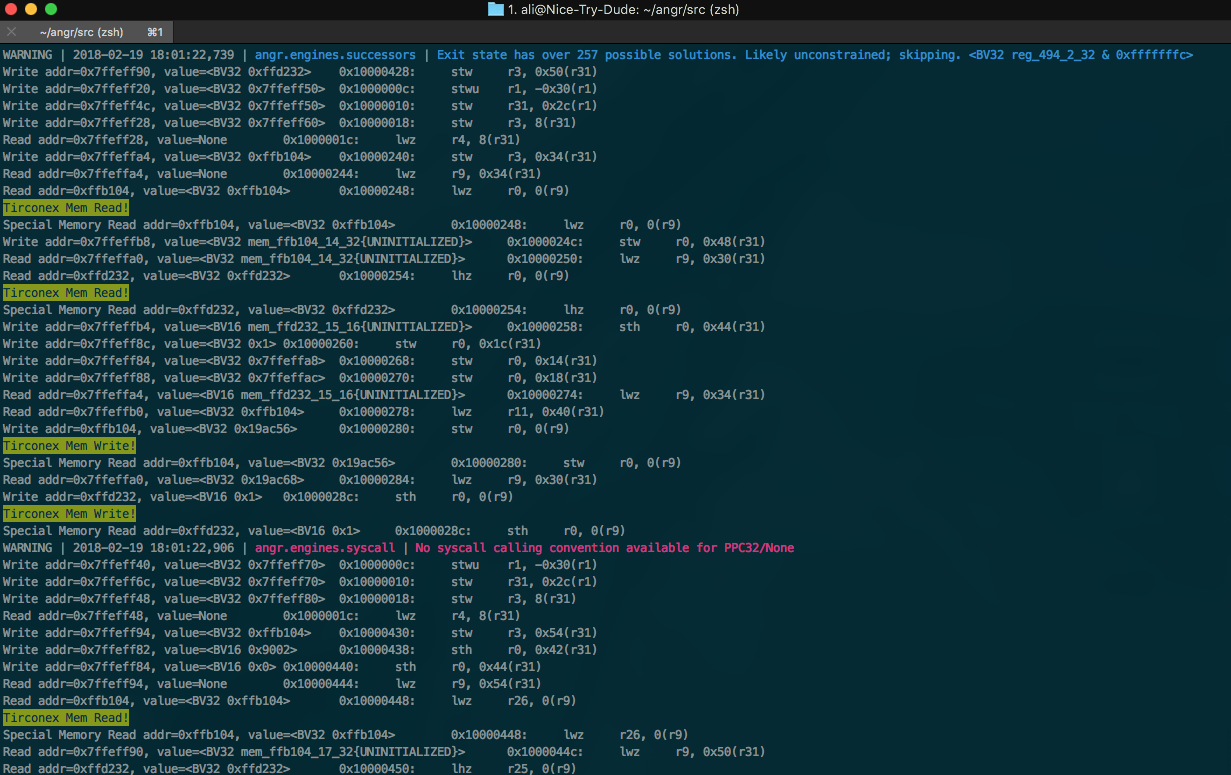 1. ali@Nice-Try-Dude: ~/angr/src (zsh)
~/angr/src (zsh) ⌘1
WARNING | 2018-02-19 18:01:22,739 | angr.engines.successors | Exit state has over 257 possible solutions. Likely unconstrained; skipping. <BV32 reg_494_2_32 & 0xfffffffc>
Write addr=0x7ffeff90, value=<BV32 0xffd232> 0x10000428: stw r3, 0x50(r31)
Write addr=0x7ffeff20, value=<BV32 0x7ffeff50> 0x1000000c: stwu r1, -0x30(r1)
Write addr=0x7ffeff4c, value=<BV32 0x7ffeff50> 0x10000010: stw r31, 0x2c(r1)
Write addr=0x7ffeff28, value=<BV32 0x7ffeff60> 0x10000018: stw r3, 8(r31)
Read addr=0x7ffeff28, value=None 0x1000001c: lwz r4, 8(r31)
Write addr=0x7ffeffa4, value=<BV32 0xffb104> 0x10000240: stw r3, 0x34(r31)
Read addr=0x7ffeffa4, value=None 0x10000244: lwz r9, 0x34(r31)
Read addr=0xffb104, value=<BV32 0xffb104> 0x10000248: lwz r0, 0(r9)
Tirconex Mem Read!
Special Memory Read addr=0xffb104, value=<BV32 0xffb104> 0x10000248: lwz r0, 0(r9)
Write addr=0x7ffeffb8, value=<BV32 mem_ffb104_14_32{UNINITIALIZED}> 0x1000024c: stw r0, 0x48(r31)
Read addr=0x7ffeffa0, value=<BV32 mem_ffb104_14_32{UNINITIALIZED}> 0x10000250: lwz r9, 0x30(r31)
Read addr=0xffd232, value=<BV32 0xffd232> 0x10000254: lhz r0, 0(r9)
Tirconex Mem Read!
Special Memory Read addr=0xffd232, value=<BV32 0xffd232> 0x10000254: lhz r0, 0(r9)
Write addr=0x7ffeffb4, value=<BV16 mem_ffd232_15_16{UNINITIALIZED}> 0x10000258: sth r0, 0x44(r31)
Write addr=0x7ffeff8c, value=<BV32 0x1> 0x10000260: stw r0, 0x1c(r31)
Write addr=0x7ffeff84, value=<BV32 0x7ffeffa8> 0x10000268: stw r0, 0x14(r31)
Write addr=0x7ffeff88, value=<BV32 0x7ffeffac> 0x10000270: stw r0, 0x18(r31)
Read addr=0x7ffeffa4, value=<BV16 mem_ffd232_15_16{UNINITIALIZED}> 0x10000274: lwz r9, 0x34(r31)
Read addr=0x7ffeffb0, value=<BV32 0xffb104> 0x10000278: lwz r11, 0x40(r31)
Write addr=0xffb104, value=<BV32 0x19ac56> 0x10000280: stw r0, 0(r9)
Tirconex Mem Write!
Special Memory Read addr=0xffb104, value=<BV32 0x19ac56> 0x10000280: stw r0, 0(r9)
Read addr=0x7ffeffa0, value=<BV32 0x19ac68> 0x10000284: lwz r9, 0x30(r31)
Write addr=0xffd232, value=<BV16 0x1> 0x1000028c: sth r0, 0(r9)
Tirconex Mem Write!
Special Memory Read addr=0xffd232, value=<BV16 0x1> 0x1000028c: sth r0, 0(r9)
WARNING | 2018-02-19 18:01:22,906 | angr.engines.syscall | No syscall calling convention available for PPC32/None
Write addr=0x7ffeff40, value=<BV32 0x7ffeff70> 0x1000000c: stwu r1, -0x30(r1)
Write addr=0x7ffeff6c, value=<BV32 0x7ffeff70> 0x10000010: stw r31, 0x2c(r1)
Write addr=0x7ffeff48, value=<BV32 0x7ffeff80> 0x10000018: stw r3, 8(r31)
Read addr=0x7ffeff48, value=None 0x1000001c: lwz r4, 8(r31)
Write addr=0x7ffeff94, value=<BV32 0xffb104> 0x10000430: stw r3, 0x54(r31)
Write addr=0x7ffeff82, value=<BV16 0x9002> 0x10000438: sth r0, 0x42(r31)
Write addr=0x7ffeff84, value=<BV16 0x0> 0x10000440: sth r0, 0x44(r31)
Read addr=0x7ffeff94, value=None 0x10000444: lwz r9, 0x54(r31)
Read addr=0xffb104, value=<BV32 0xffb104> 0x10000448: lwz r26, 0(r9)
Tirconex Mem Read!
Special Memory Read addr=0xffb104, value=<BV32 0xffb104> 0x10000448: lwz r26, 0(r9)
Read addr=0x7ffeff90, value=<BV32 mem_ffb104_17_32{UNINITIALIZED}> 0x1000044c: lwz r9, 0x50(r31)
Read addr=0xffd232, value=<BV32 0xffd232> 0x10000450: lhz r25, 0(r9)